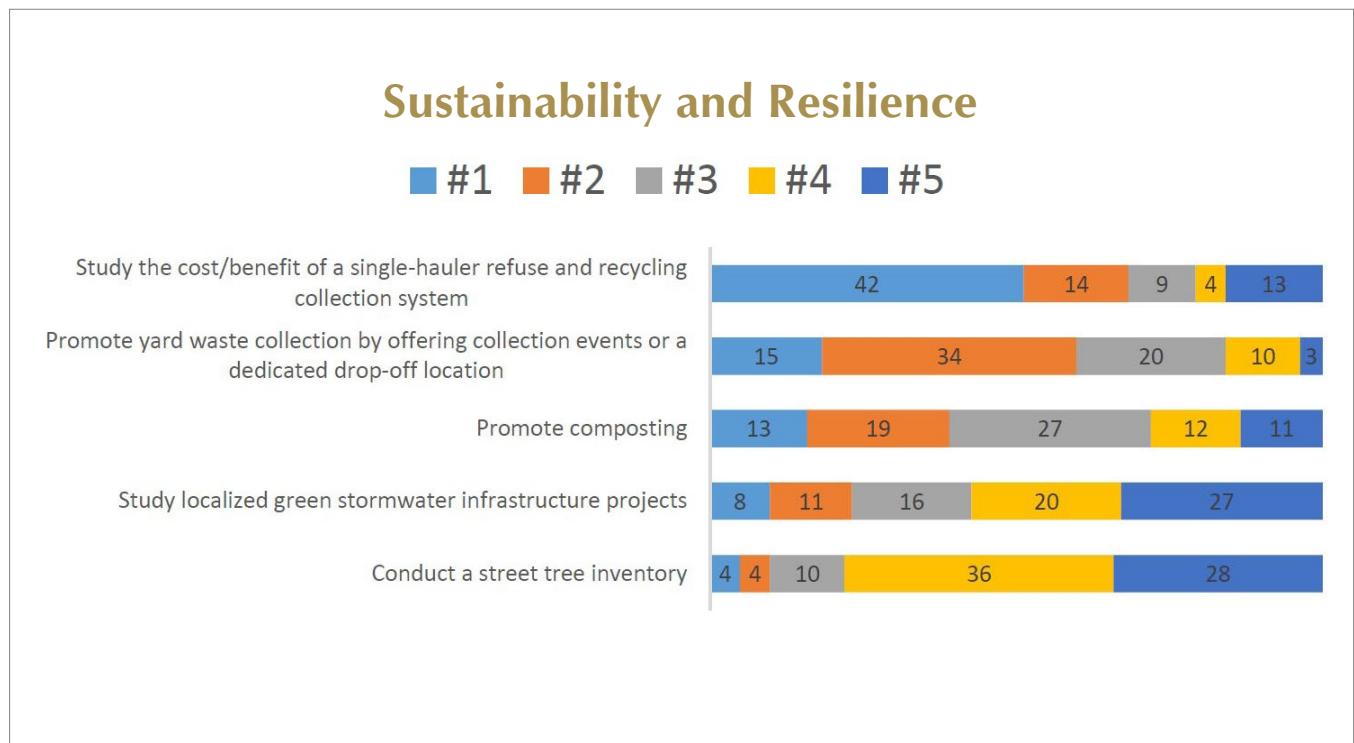 Sustainability and Resilience
#1 #2 #3 #4 #5
Study the cost/benefit of a single-hauler refuse and recycling
collection system
42 14 9 4 13
Promote yard waste collection by offering collection events or a
dedicated drop-off location
15 34 20 10 3
Promote composting
13 19 27 12 11
Study localized green stormwater infrastructure projects
8 11 16 20 27
Conduct a street tree inventory
4 4 10 36 28